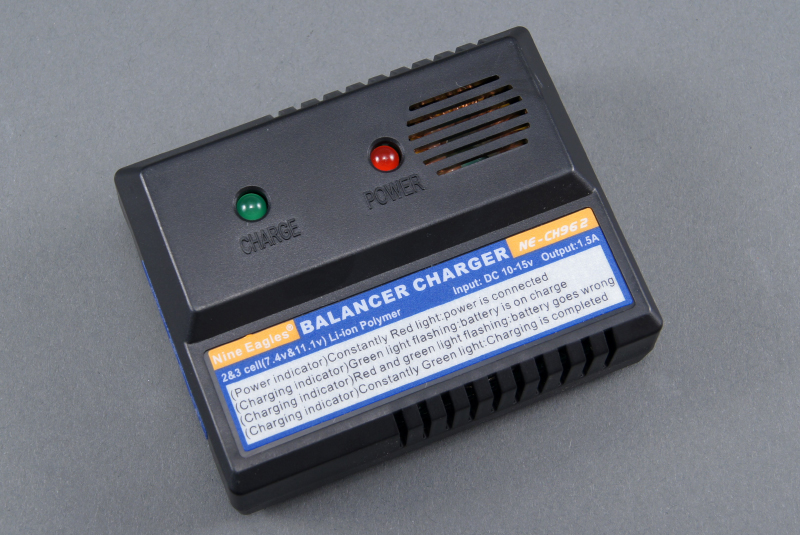 CHARGE
POWER
Nine Eagles® BALANCER CHARGER NE-CH962
2&3 cell(7.4v&11.1v) Li-ion Polymer Input: DC 10-15v Output:1.5A
(Power indicator)Constantly Red light:power is connected
(Charging indicator)Green light flashing:battery is on charge
(Charging indicator)Red and green light flashing:battery goes wrong
(Charging indicator)Constantly Green light:Charging is completed